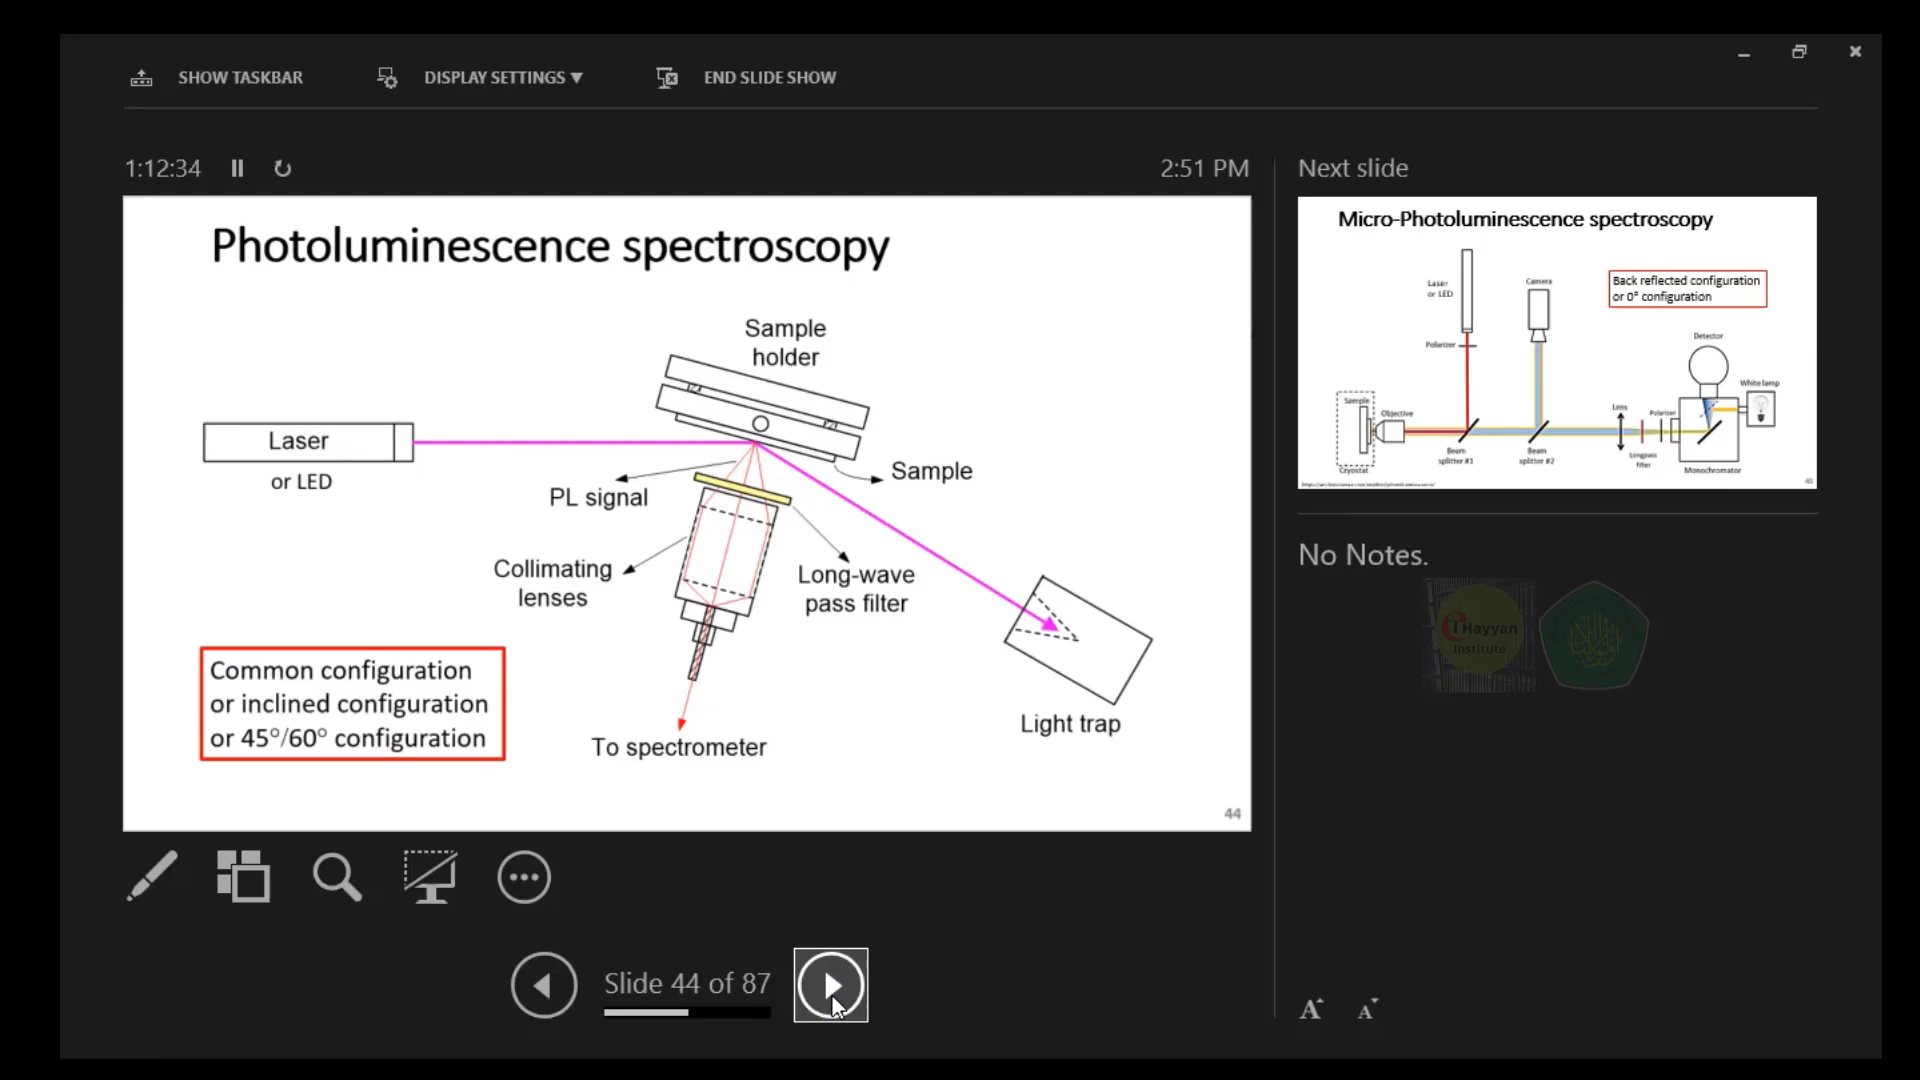 SHOW TASKBAR
DISPLAY SETTINGS ▼
END SLIDE SHOW
1:12:34
2:51 PM
Next slide
Photoluminescence spectroscopy
Sample
holder
Laser
or LED
Sample
PL signal
Collimating
lenses
Long-wave
pass filter
Common configuration
or inclined configuration
or 45°/60° configuration
To spectrometer
Light trap
44
Micro-Photoluminescence spectroscopy
Laser
or LED
Camera
Back reflected configuration
or 0° configuration
Polarizer
Detector
White lamp
Sample
Objective
Lens
Polarizer
Beam
splitter #1
Beam
splitter #2
Longpass
filter
Cryostat
Monochromator
45
No Notes.
Hayyan
Institute
Slide 44 of 87
A
A